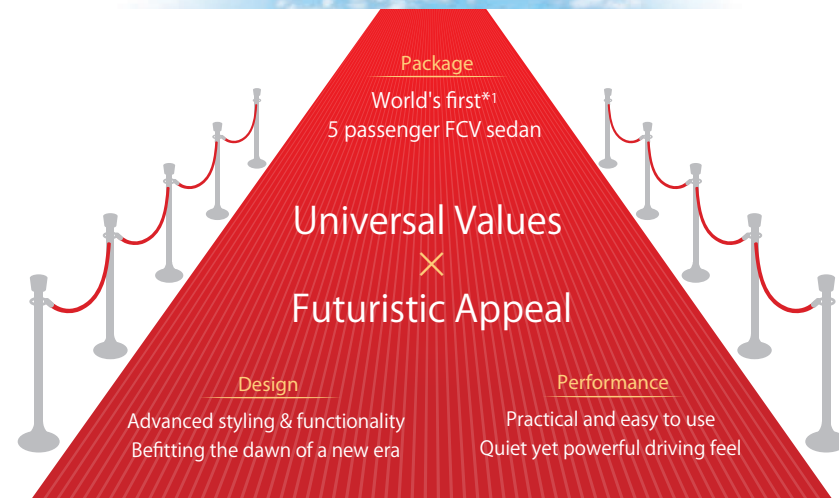 Package
World's first*1
5 passenger FCV sedan
Universal Values
×
Futuristic Appeal
Design
Advanced styling & functionality
Befitting the dawn of a new era
Performance
Practical and easy to use
Quiet yet powerful driving feel